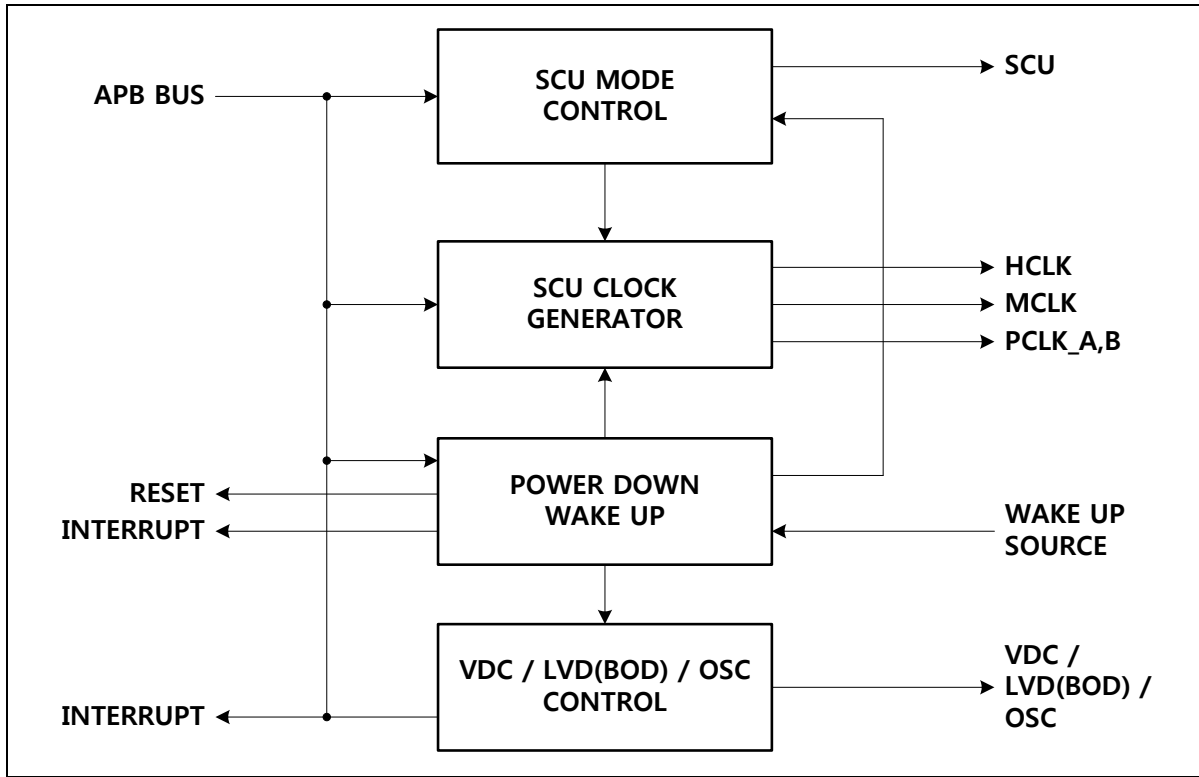 SCU MODE
CONTROL
SCU
APB BUS
SCU CLOCK
GENERATOR
HCLK
MCLK
PCLK_A,B
POWER DOWN
WAKE UP
RESET
INTERRUPT
WAKE UP
SOURCE
VDC / LVD(BOD) / OSC
CONTROL
INTERRUPT
VDC /
LVD(BOD) /
OSC